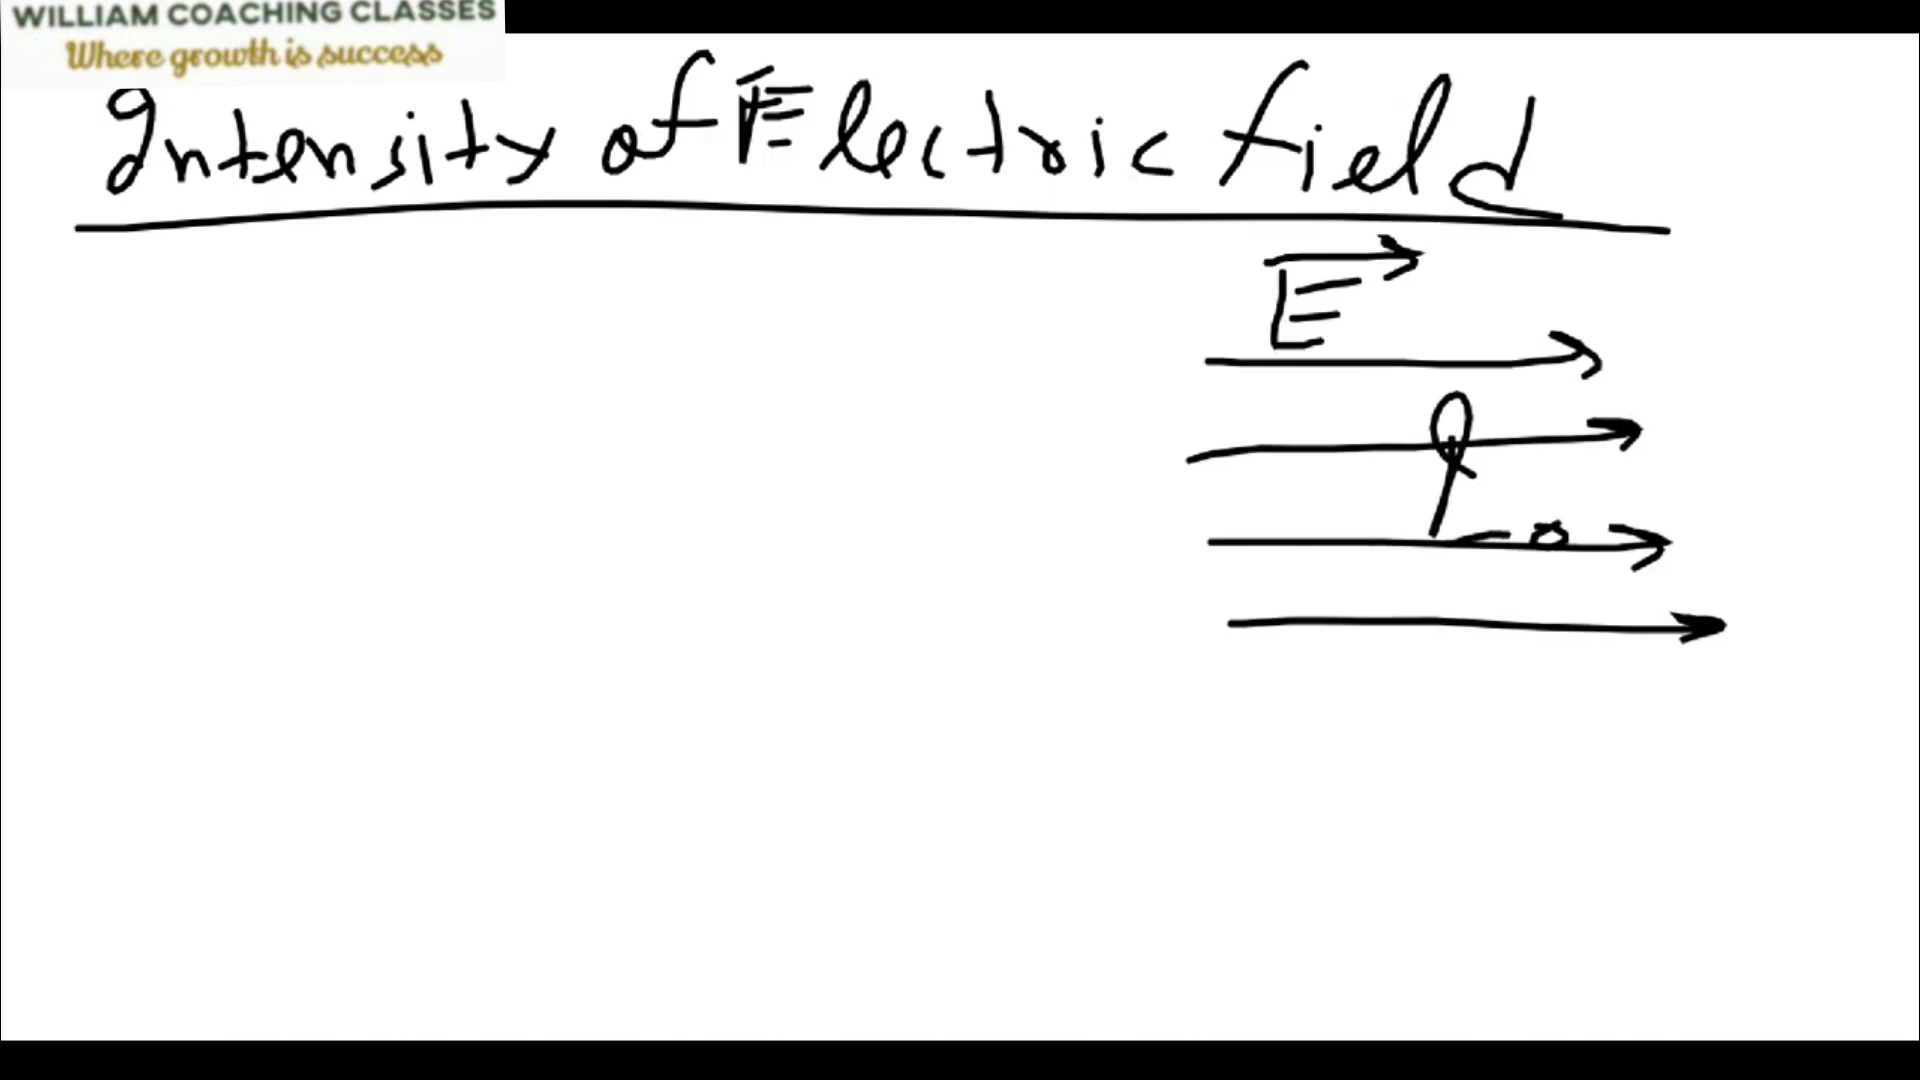 WILLIAM COACHING CLASSES
Where growth is success
Intensity of Electric field
E
q